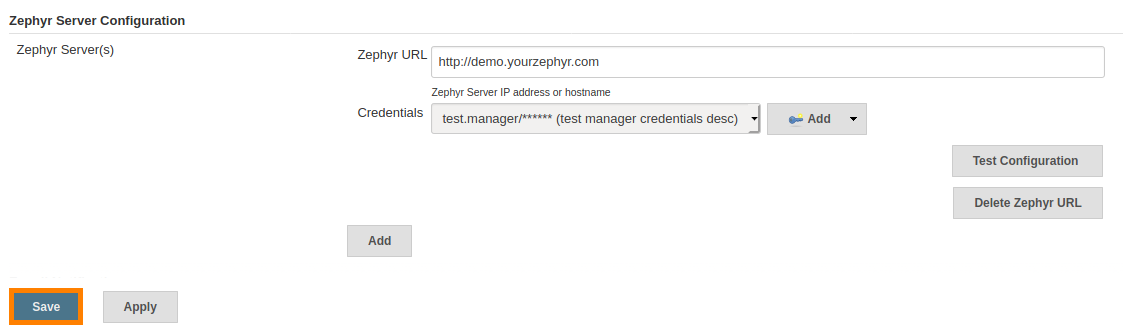 Zephyr Server Configuration
Zephyr Server(s)
Zephyr URL
http://demo.yourzephyr.com
Zephyr Server IP address or hostname
Credentials
test.manager/****** (test manager credentials desc)
Add
Test Configuration
Delete Zephyr URL
Add
Save
Apply